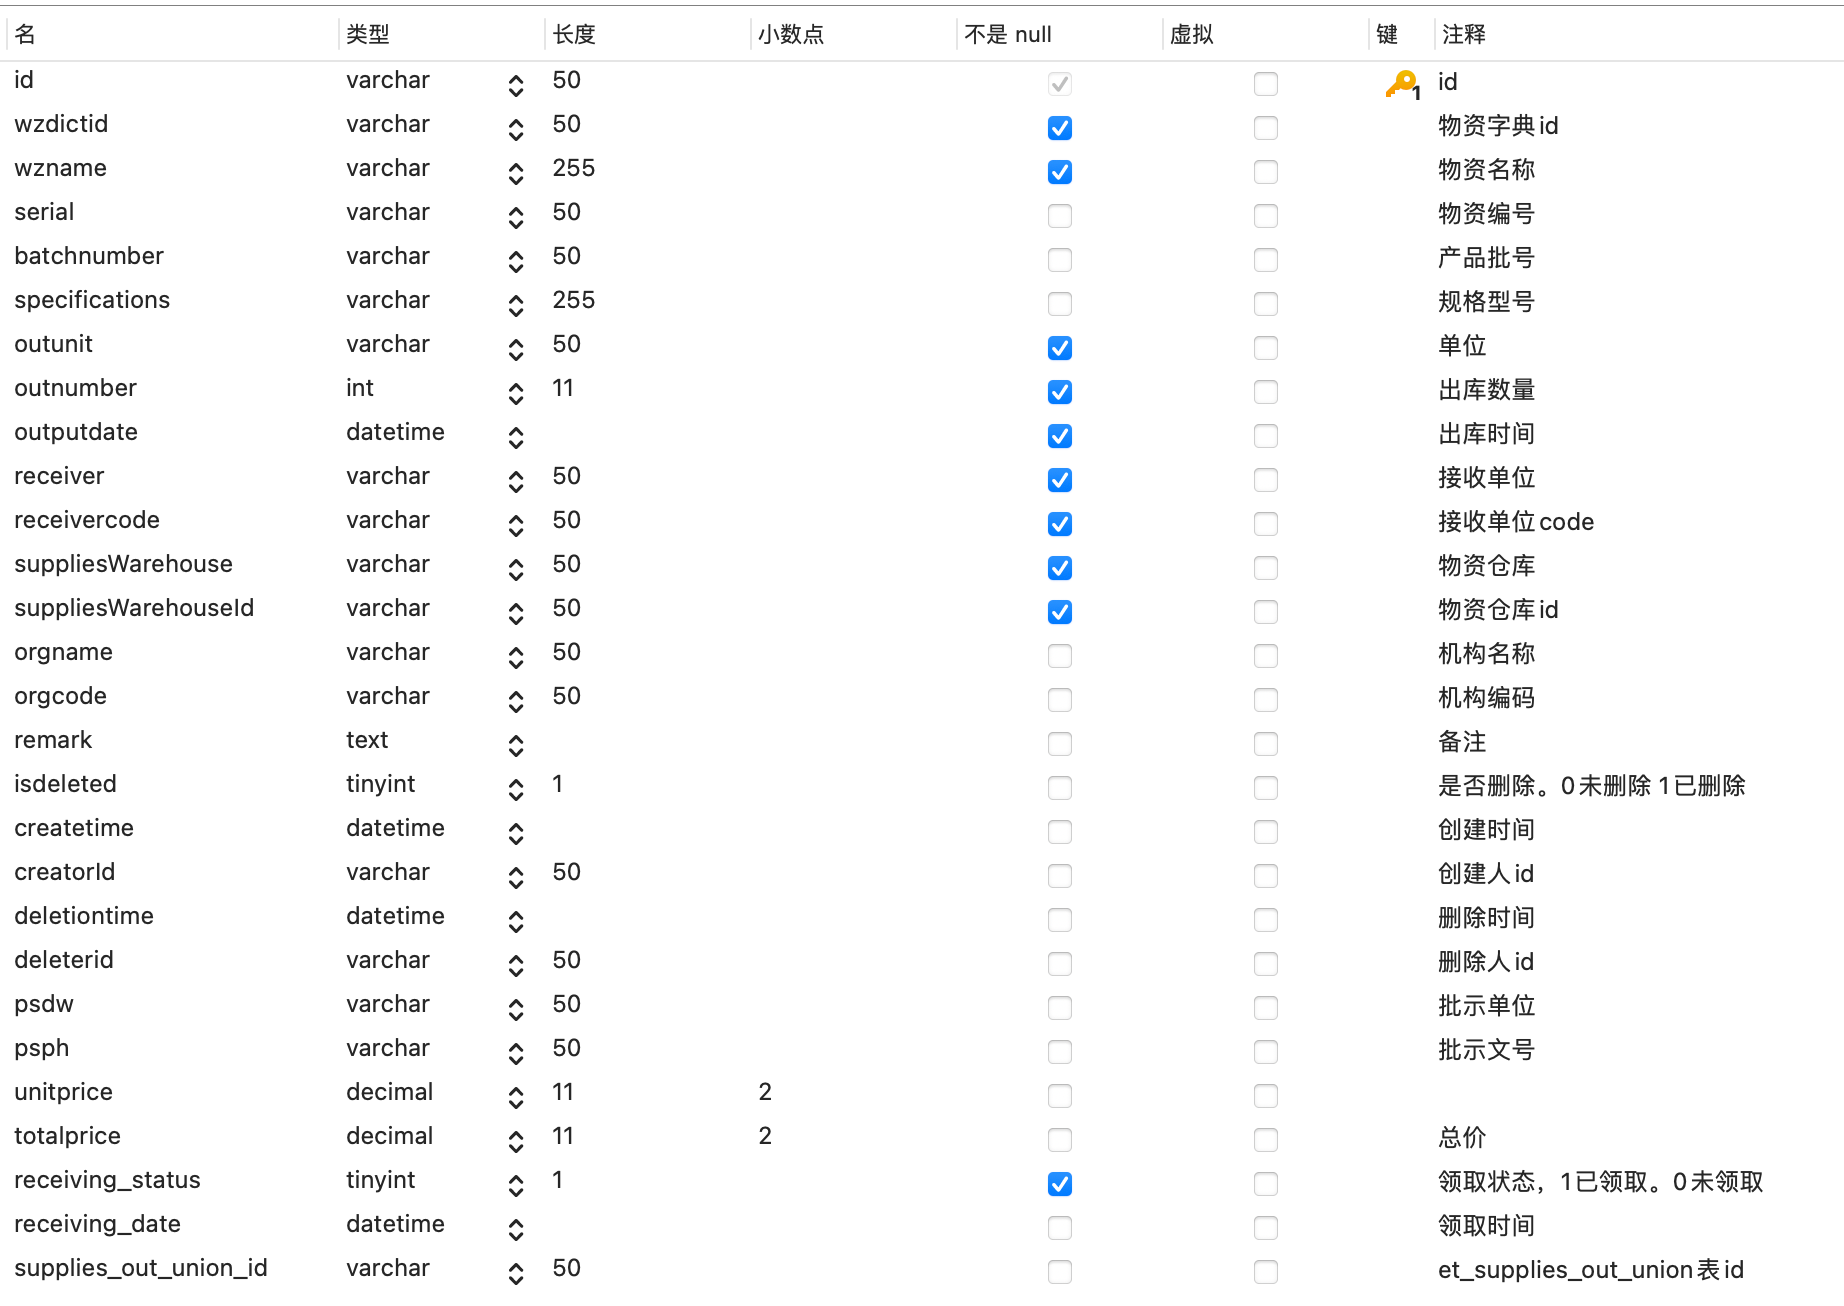 名 类型 长度 小数点 不是 null 虚拟 键 注释
id varchar 50 1 id
wzdictid varchar 50 物资字典id
wzname varchar 255 物资名称
serial varchar 50 物资编号
batchnumber varchar 50 产品批号
specifications varchar 255 规格型号
outunit varchar 50 单位
outnumber int 11 出库数量
outputdate datetime 出库时间
receiver varchar 50 接收单位
receivercode varchar 50 接收单位code
suppliesWarehouse varchar 50 物资仓库
suppliesWarehouseId varchar 50 物资仓库id
orgname varchar 50 机构名称
orgcode varchar 50 机构编码
remark text 备注
isdeleted tinyint 1 是否删除。0未删除 1已删除
createtime datetime 创建时间
creatorId varchar 50 创建人id
deletiontime datetime 删除时间
deleterid varchar 50 删除人id
psdw varchar 50 批示单位
psph varchar 50 批示文号
unitprice decimal 11 2
totalprice decimal 11 2 总价
receiving_status tinyint 1 领取状态，1已领取。0未领取
receiving_date datetime 领取时间
supplies_out_union_id varchar 50 et_supplies_out_union表id